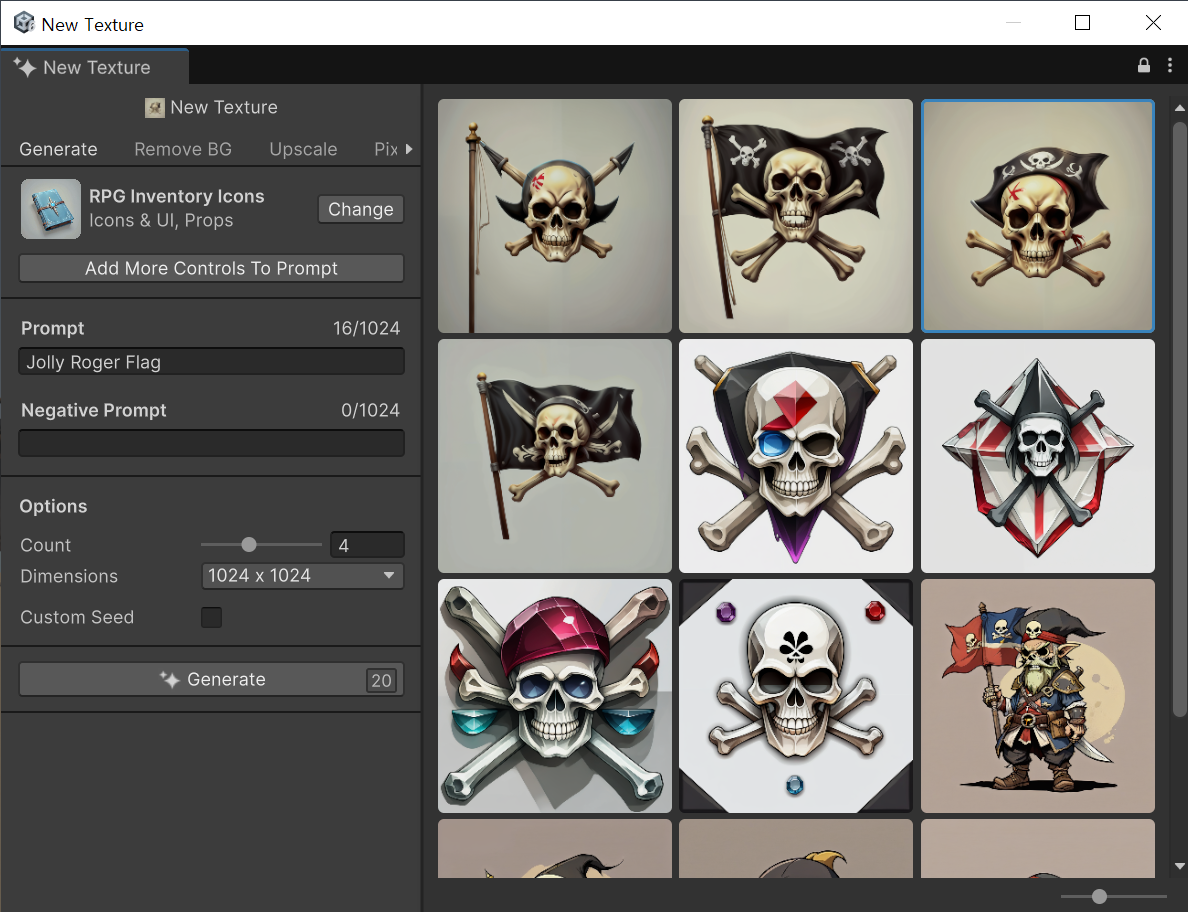 New Texture
New Texture
New Texture
Generate Remove BG Upscale Pix
RPG Inventory Icons
Icons & UI, Props
Change
Add More Controls To Prompt
Prompt 16/1024
Jolly Roger Flag
Negative Prompt 0/1024
Options
Count 4
Dimensions 1024 x 1024
Custom Seed
Generate 20